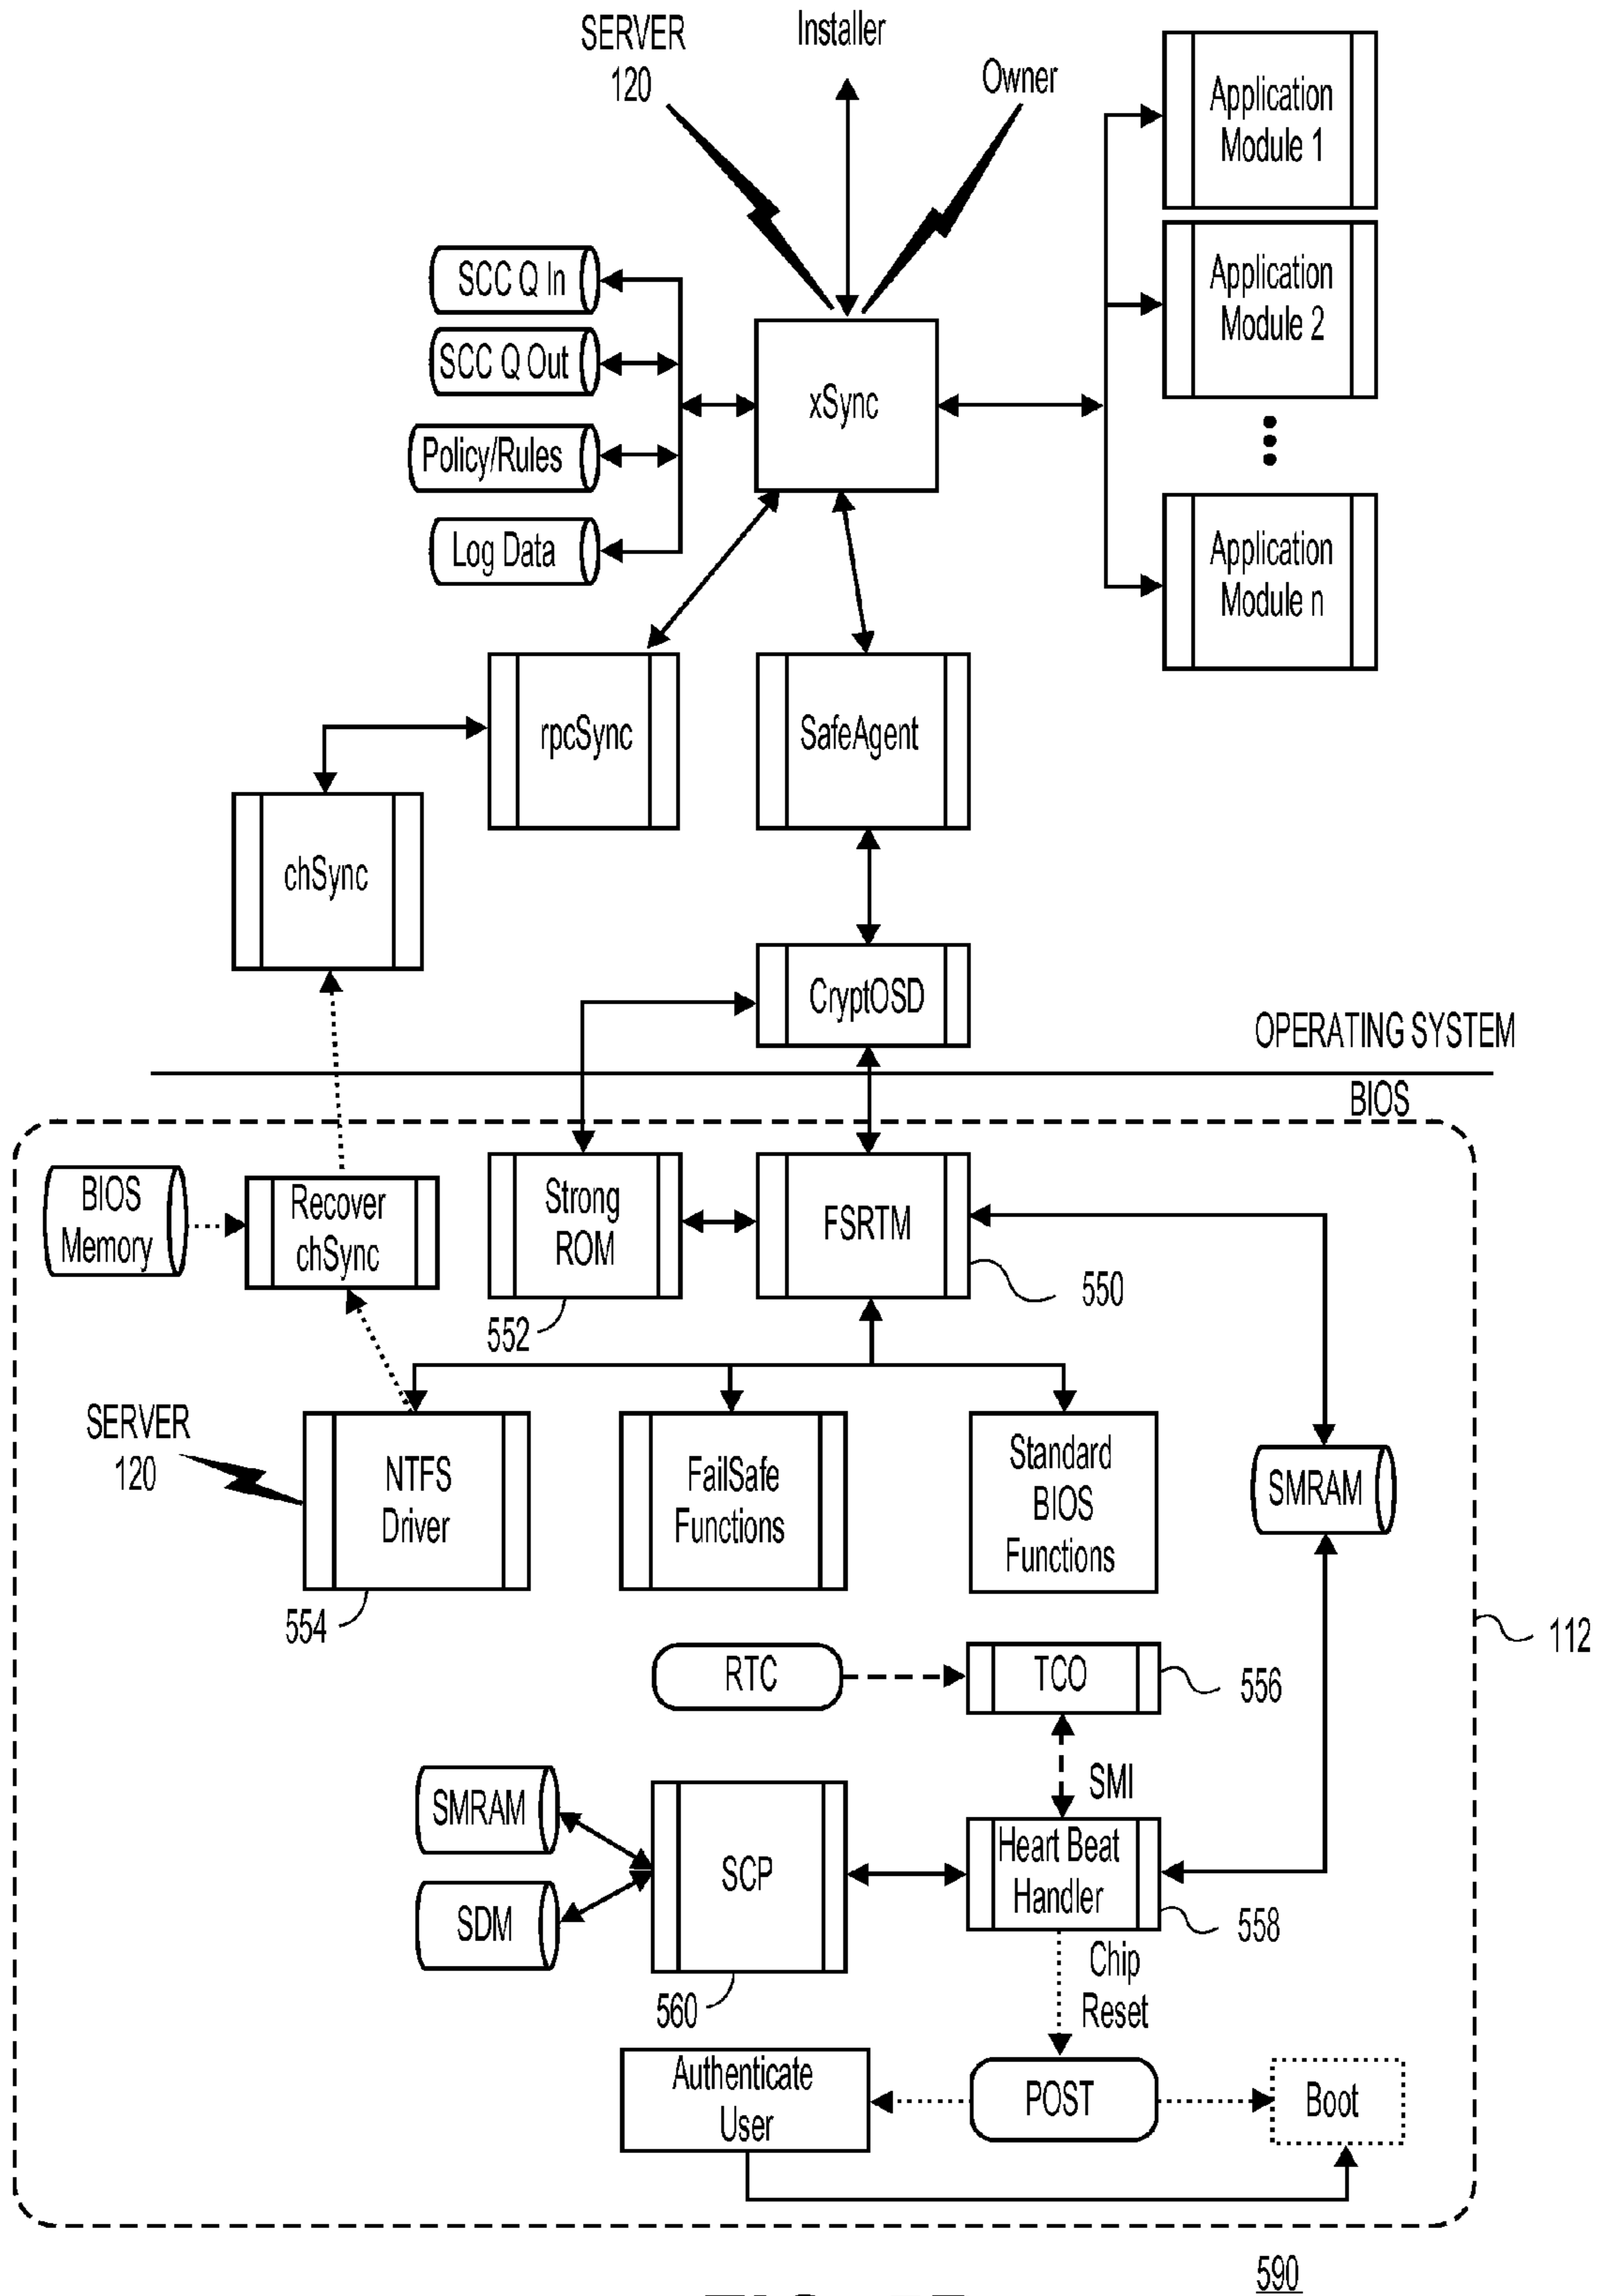 SERVER
120
Installer
Owner
Application
Module 1
SCC Q In
Application
Module 2
SCC Q Out
xSync
Policy/Rules
Log Data
Application
Module n
rpcSync
SafeAgent
chSync
CryptOSD
OPERATING SYSTEM
BIOS
BIOS
Memory
Recover
chSync
Strong
ROM
FSRTM
550
552
SERVER
120
NTFS
Driver
FailSafe
Functions
Standard
BIOS
Functions
SMRAM
554
112
RTC
TCO
556
SMI
SMRAM
SCP
Heart Beat
Handler
SDM
558
560
Chip
Reset
Authenticate
User
POST
Boot
590